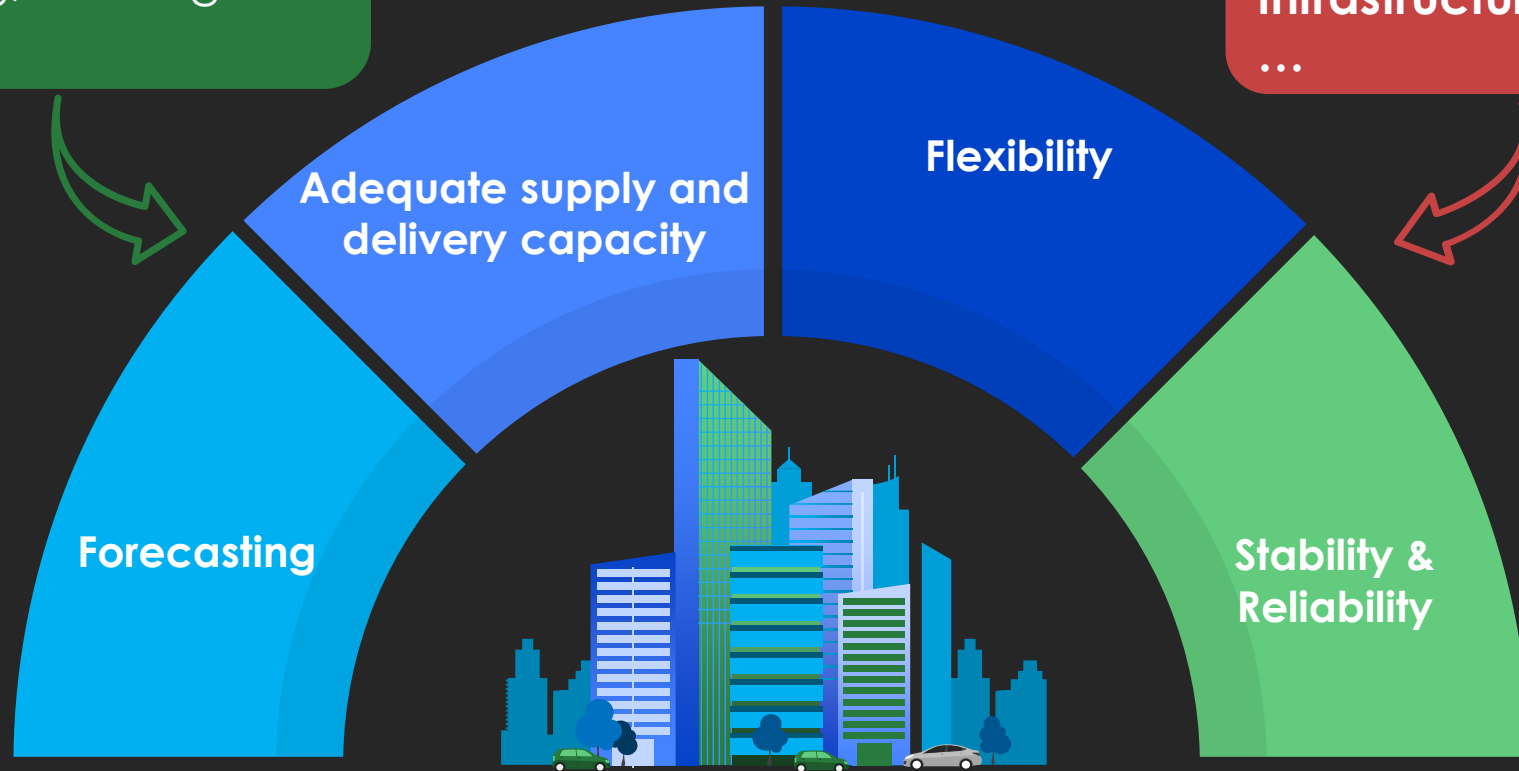 ...
Flexibility
Adequate supply and
delivery capacity
Forecasting
Stability &
Reliability